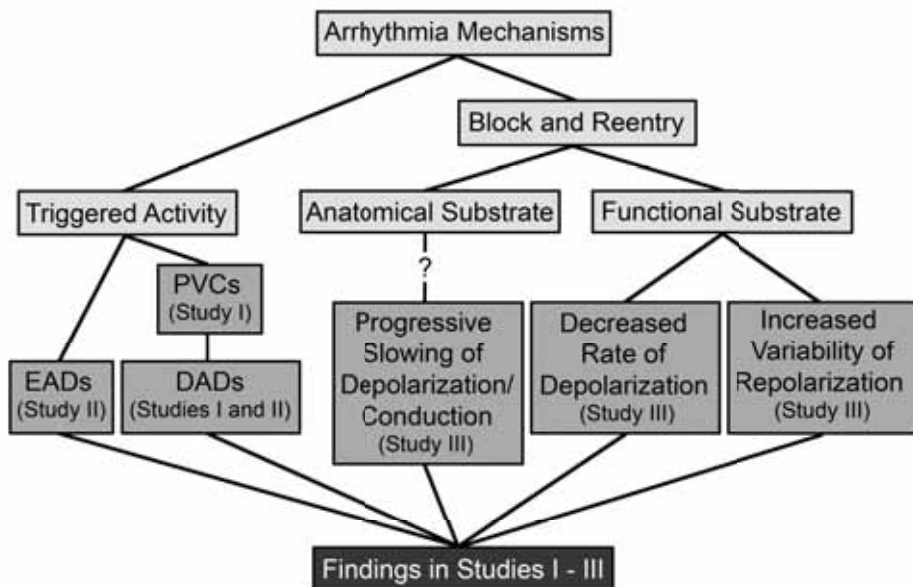 Arrhythmia Mechanisms
Block and Reentry
Triggered Activity
Anatomical Substrate
Functional Substrate
?
PVCs
(Study I)
EADs
(Study II)
DADs
(Studies I and II)
Progressive
Slowing of
Depolarization/
Conduction
(Study III)
Decreased
Rate of
Depolarization
(Study III)
Increased
Variability of
Repolarization
(Study III)
Findings in Studies I - III